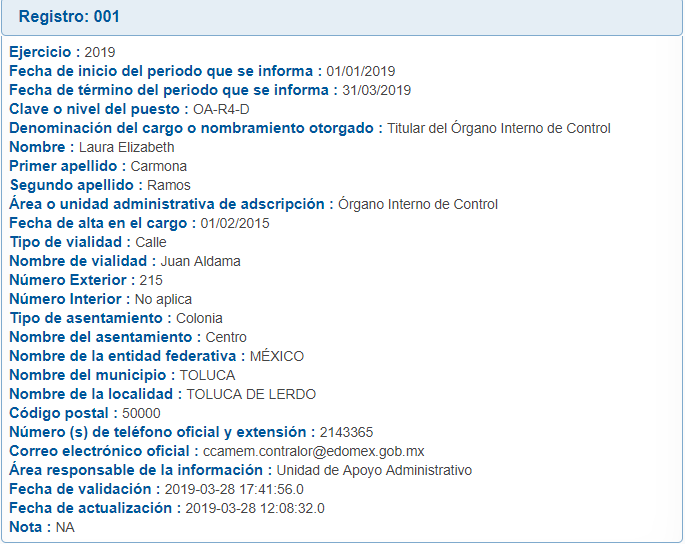 Registro: 001
Ejercicio : 2019
Fecha de inicio del periodo que se informa : 01/01/2019
Fecha de término del periodo que se informa : 31/03/2019
Clave o nivel del puesto : OA-R4-D
Denominación del cargo o nombramiento otorgado : Titular del Órgano Interno de Control
Nombre : Laura Elizabeth
Primer apellido : Carmona
Segundo apellido : Ramos
Área o unidad administrativa de adscripción : Órgano Interno de Control
Fecha de alta en el cargo : 01/02/2015
Tipo de vialidad : Calle
Nombre de vialidad : Juan Aldama
Número Exterior : 215
Número Interior : No aplica
Tipo de asentamiento : Colonia
Nombre del asentamiento : Centro
Nombre de la entidad federativa : MÉXICO
Nombre del municipio : TOLUCA
Nombre de la localidad : TOLUCA DE LERDO
Código postal : 50000
Número (s) de teléfono oficial y extensión : 2143365
Correo electrónico oficial : ccamem.contralor@edomex.gob.mx
Área responsable de la información : Unidad de Apoyo Administrativo
Fecha de validación : 2019-03-28 17:41:56.0
Fecha de actualización : 2019-03-28 12:08:32.0
Nota : NA